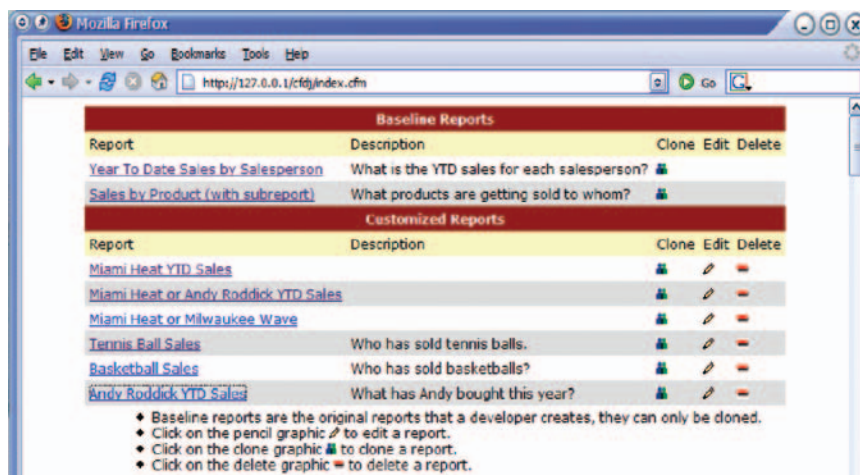 Mozilla Firefox
File Edit View Go Bookmarks Tools Help
http://127.0.0.1/cfdj/index.cfm Go G
Baseline Reports
Report Description Clone Edit Delete
Year To Date Sales by Salesperson What is the YTD sales for each salesperson?
Sales by Product (with subreport) What products are getting sold to whom?
Customized Reports
Report Description Clone Edit Delete
Miami Heat YTD Sales
Miami Heat or Andy Roddick YTD Sales
Miami Heat or Milwaukee Wave
Tennis Ball Sales Who has sold tennis balls.
Basketball Sales Who has sold basketballs?
Andy Roddick YTD Sales What has Andy bought this year?
♦ Baseline reports are the original reports that a developer creates, they can only be cloned.
♦ Click on the pencil graphic to edit a report.
♦ Click on the clone graphic to clone a report.
♦ Click on the delete graphic to delete a report.